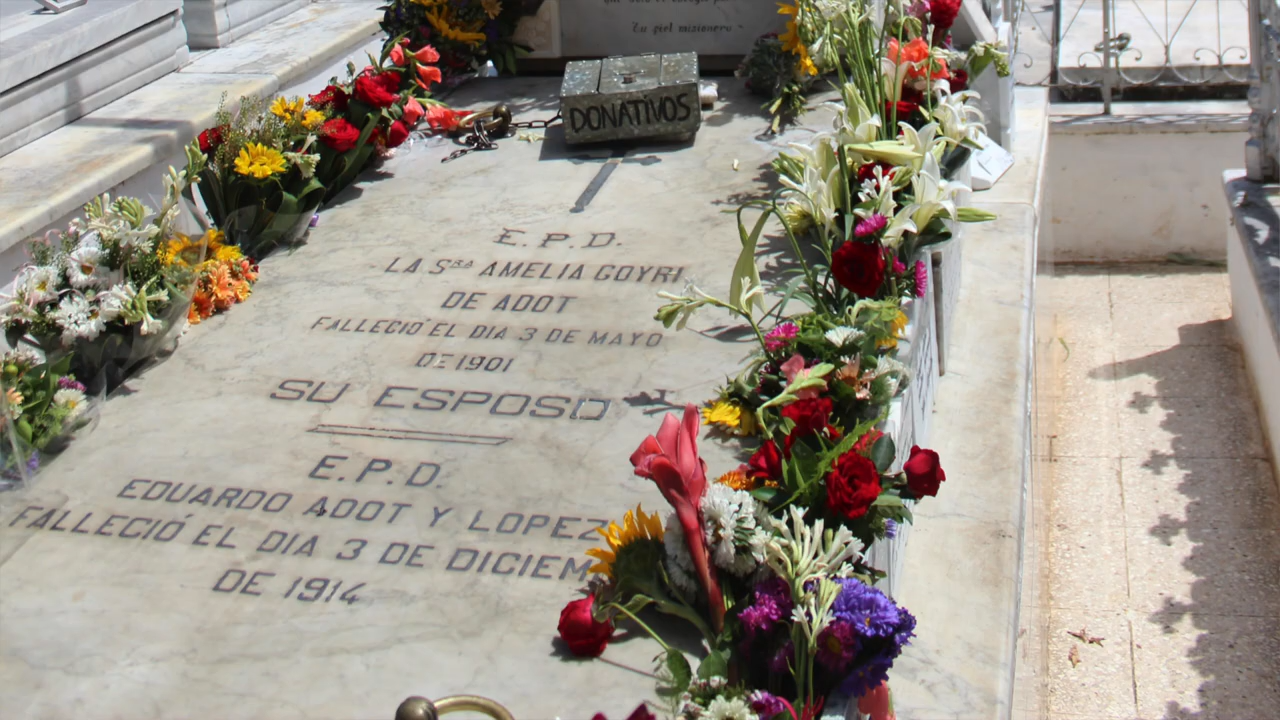 Tu fiel misionero
DONATIVOS
E.P.D.
LA SRA AMELIA GOYRI
DE ADOT
FALLECIÓ EL DIA 3 DE MAYO
DE 1901
SU ESPOSO
E.P.D.
EDUARDO ADOT Y LOPEZ
FALLECIÓ EL DIA 3 DE DICIEM
DE 1914